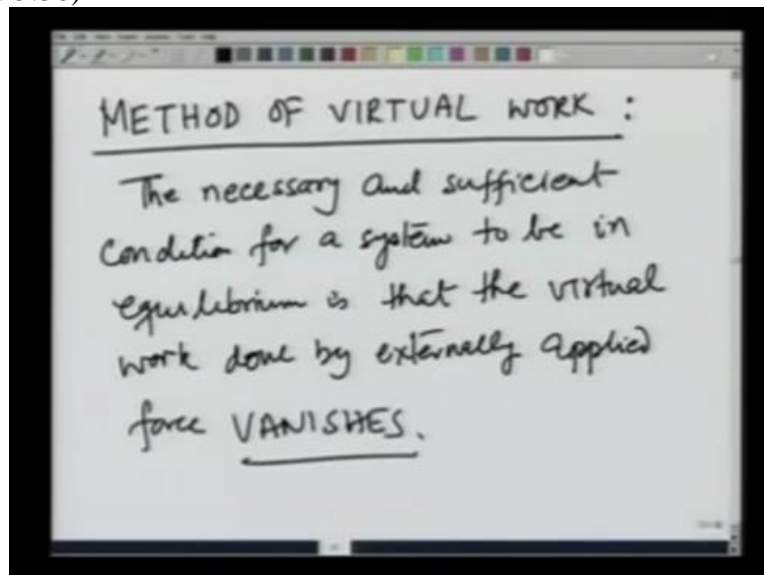 METHOD OF VIRTUAL WORK :
The necessary and sufficient
condition for a system to be in
equilibrium is that the virtual
work done by externally applied
force VANISHES.